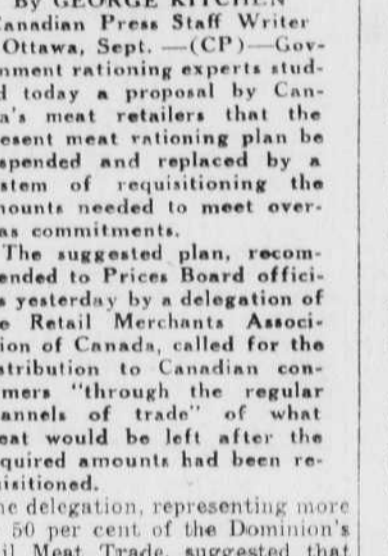 By GEORGE KITCHEN
Canadian Press Staff Writer
Ottawa, Sept. —(CP)—Gov-
nment rationing experts stud-
d today a proposal by Can-
a's meat retailers that the
esent meat rationing plan be
spended and replaced by a
stem of requisitioning the
mounts needed to meet over-
as commitments.
The suggested plan, recom-
ended to Prices Board offici-
s yesterday by a delegation of
e Retail Merchants Associ-
ion of Canada, called for the
stribution to Canadian con-
mers "through the regular
annels of trade" of what
eat would be left after the
quired amounts had been re-
isitioned.
he delegation, representing more
50 per cent of the Dominion's
il Meat Trade, suggested that